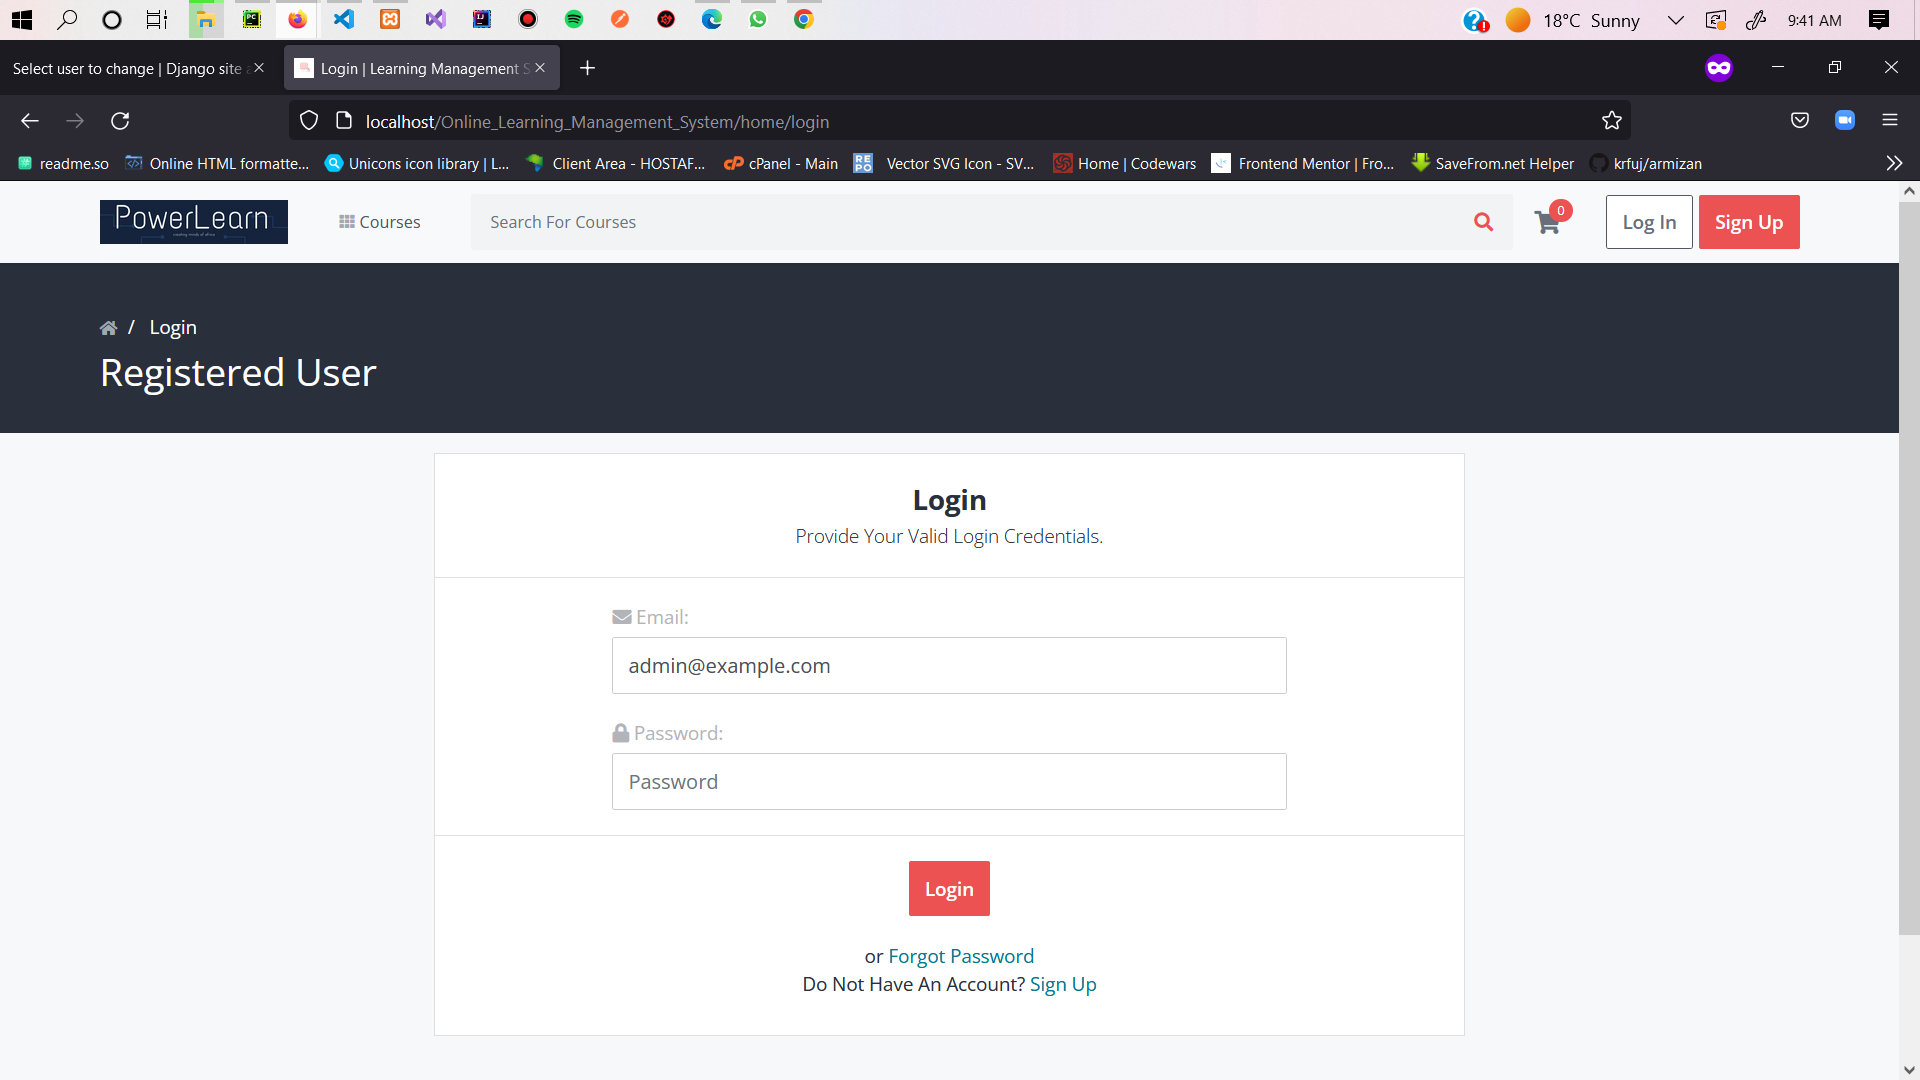 18°C Sunny
9:41 AM
Select user to change | Django site a
Login | Learning Management S
localhost/Online_Learning_Management_System/home/login
readme.so
Online HTML formatte...
Unicons icon library | L...
Client Area - HOSTAF...
cP cPanel - Main
REPO Vector SVG Icon - SV...
Home | Codewars
Frontend Mentor | Fro...
SaveFrom.net Helper
krfuj/armizan
PowerLearn
Courses
Search For Courses
0
Log In
Sign Up
/ Login
Registered User
Login
Provide Your Valid Login Credentials.
Email:
admin@example.com
Password:
Password
Login
or Forgot Password
Do Not Have An Account? Sign Up